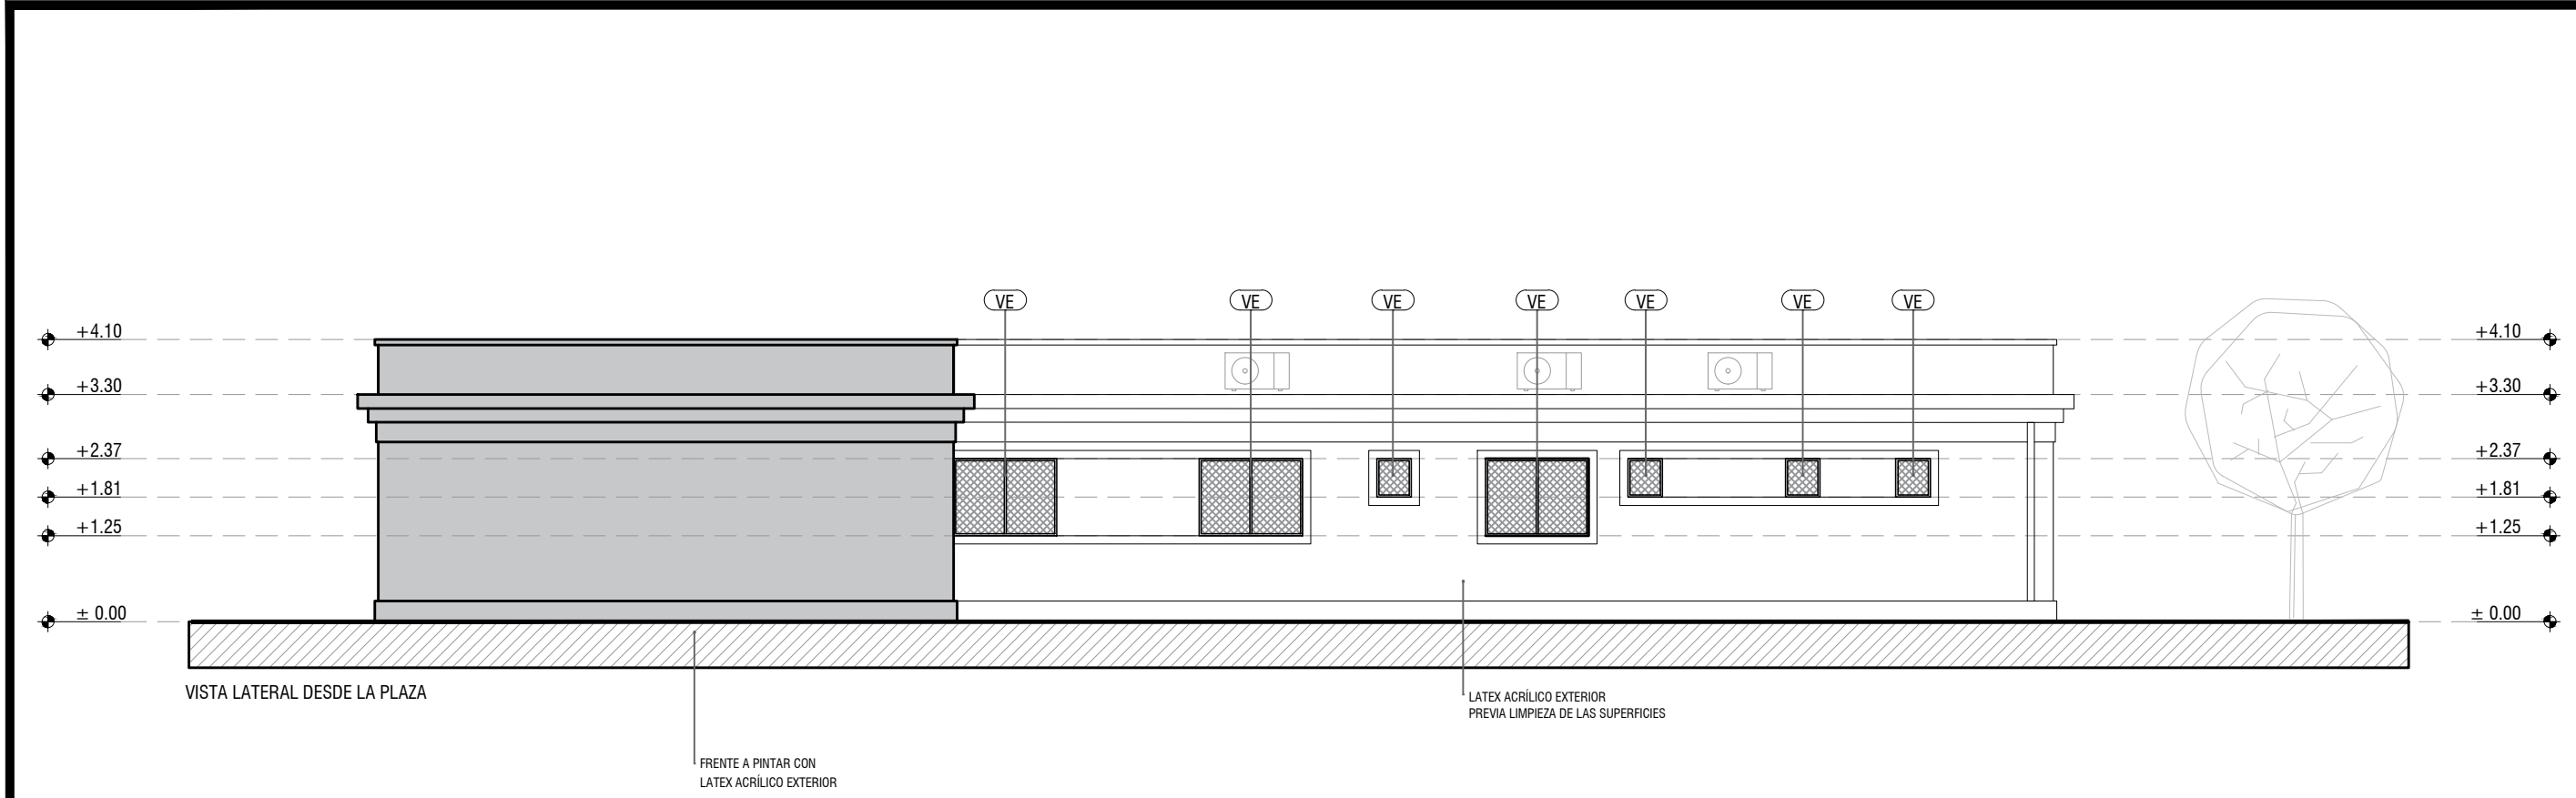 VE VE VE VE VE VE VE
+4.10 +4.10
+3.30 +3.30
+2.37 +2.37
+1.81 +1.81
+1.25 +1.25
± 0.00 ± 0.00
VISTA LATERAL DESDE LA PLAZA
LATEX ACRÍLICO EXTERIOR
PREVIA LIMPIEZA DE LAS SUPERFICIES
FRENTE A PINTAR CON
LATEX ACRÍLICO EXTERIOR